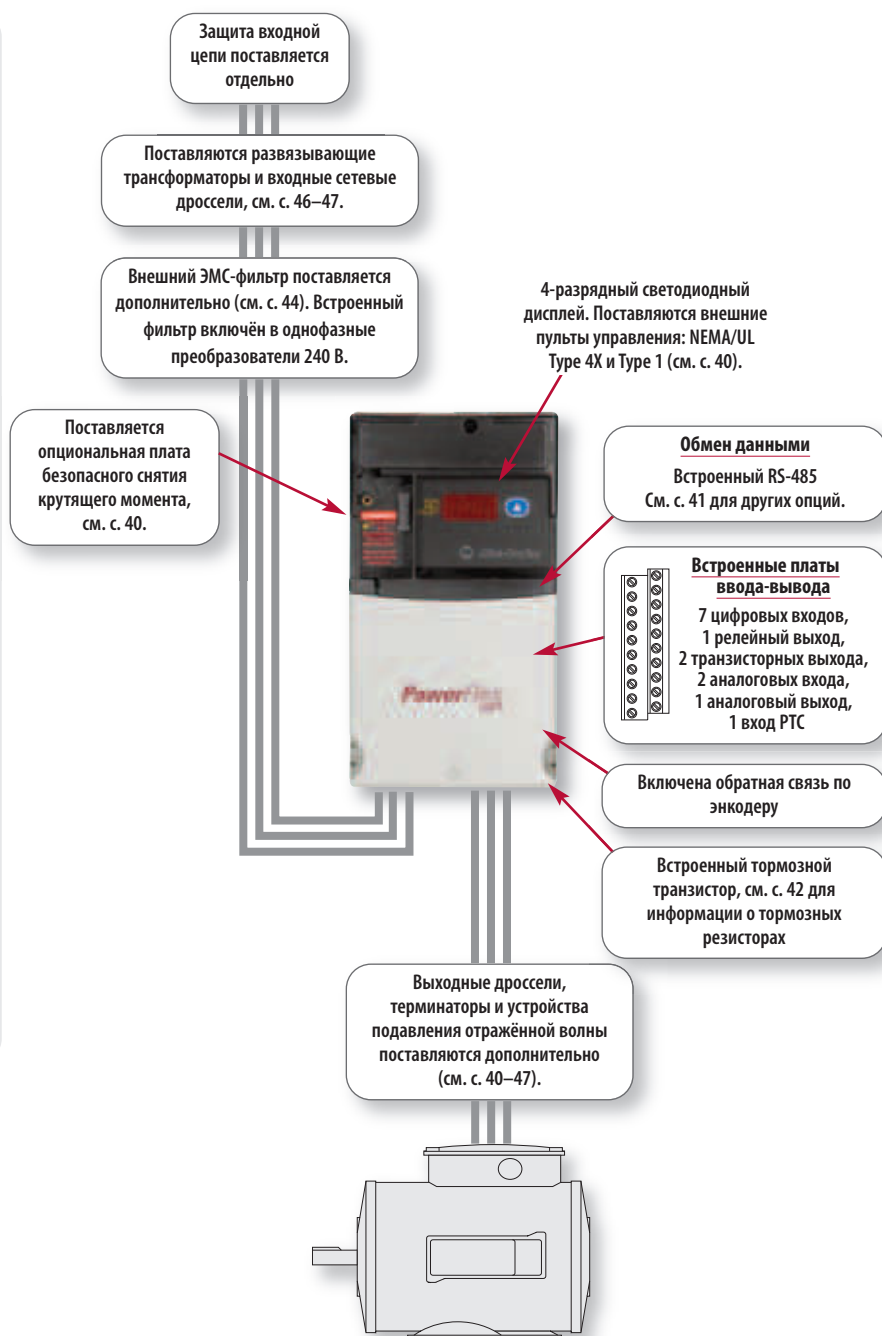 Защита входной
цепи поставляется
отдельно
Поставляются развязывающие
трансформаторы и входные сетевые
дроссели, см. с. 46–47.
Внешний ЭМС-фильтр поставляется
дополнительно (см. с. 44). Встроенный
фильтр включён в однофазные
преобразователи 240 В.
4-разрядный светодиодный
дисплей. Поставляются внешние
пульты управления: NEMA/UL
Type 4X и Type 1 (см. с. 40).
Поставляется
опциональная плата
безопасного снятия
крутящего момента,
см. с. 40.
Обмен данными
Встроенный RS-485
См. с. 41 для других опций.
Встроенные платы
ввода-вывода
7 цифровых входов,
1 релейный выход,
2 транзисторных выхода,
2 аналоговых входа,
1 аналоговый выход,
1 вход PTC
PowerFlex
Включена обратная связь по
энкодеру
Встроенный тормозной
транзистор, см. с. 42 для
информации о тормозных
резисторах
Выходные дроссели,
терминаторы и устройства
подавления отражённой волны
поставляются дополнительно
(см. с. 40–47).